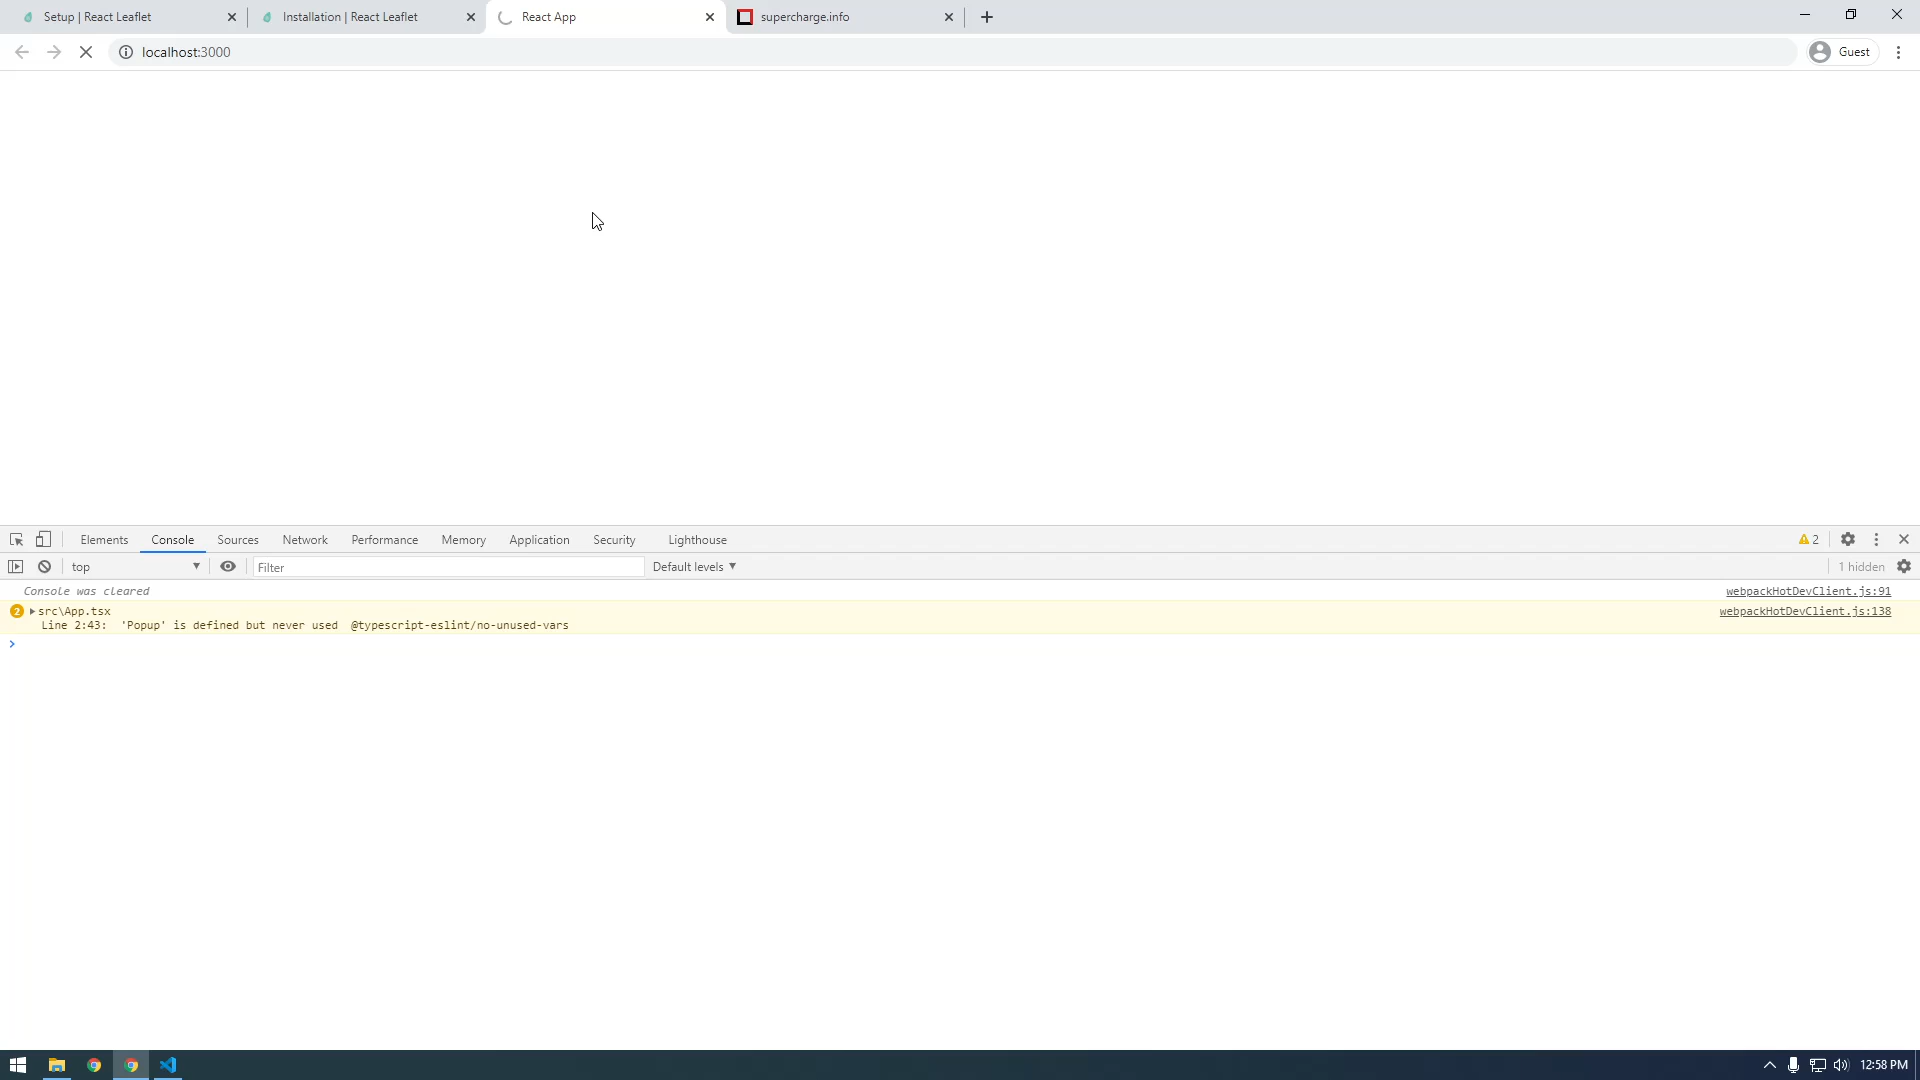 Setup | React Leaflet
Installation | React Leaflet
React App
supercharge.info
localhost:3000
Guest
Elements
Console
Sources
Network
Performance
Memory
Application
Security
Lighthouse
2
top
Filter
Default levels
1 hidden
Console was cleared
webpackHotDevClient.js:91
2
src\App.tsx
webpackHotDevClient.js:138
Line 2:43: 'Popup' is defined but never used @typescript-eslint/no-unused-vars
12:58 PM